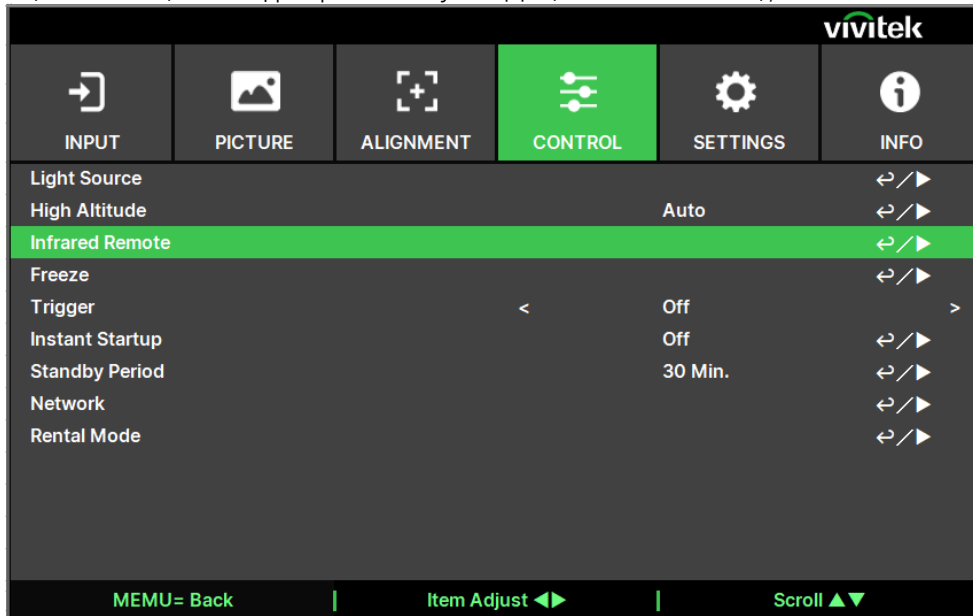 vivitek
INPUT PICTURE ALIGNMENT CONTROL SETTINGS INFO
Light Source
High Altitude Auto
Infrared Remote
Freeze
Trigger < Off >
Instant Startup Off
Standby Period 30 Min.
Network
Rental Mode
MEMU= Back | Item Adjust ◀▶ | Scroll ▲▼